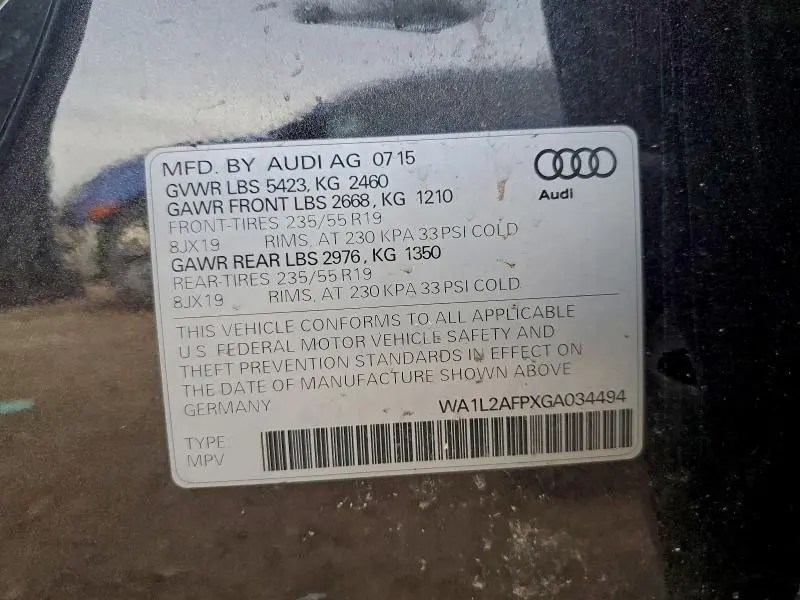 MFD. BY AUDI AG 07 15
GVWR LBS 5423, KG 2460
GAWR FRONT LBS 2668, KG 1210
FRONT-TIRES 235/55 R19
8JX19 RIMS, AT 230 KPA 33 PSI COLD
GAWR REAR LBS 2976, KG 1350
REAR-TIRES 235/55 R19
8JX19 RIMS, AT 230 KPA 33 PSI COLD
Audi
THIS VEHICLE CONFORMS TO ALL APPLICABLE
U.S. FEDERAL MOTOR VEHICLE SAFETY AND
THEFT PREVENTION STANDARDS IN EFFECT ON
THE DATE OF MANUFACTURE SHOWN ABOVE
GERMANY WA1L2AFPXGA034494
TYPE
MPV